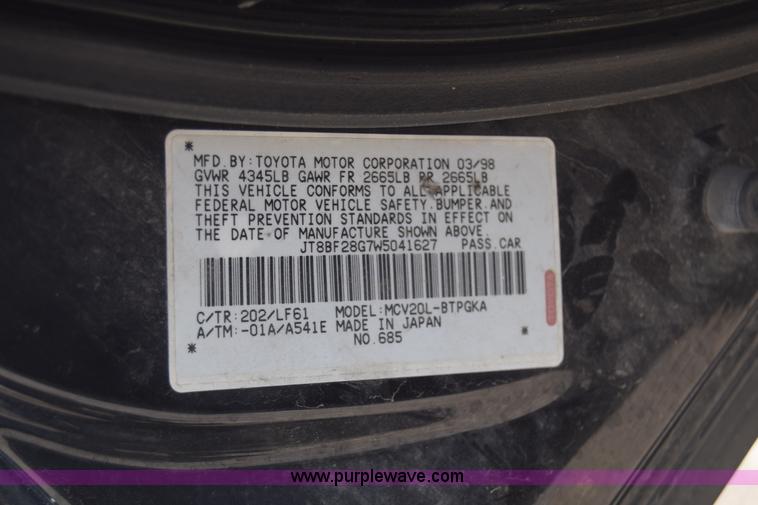 MFD.BY:TOYOTA MOTOR CORPORATION 03/98
GVWR 4345LB GAWR FR 2665LB RR 2665LB
THIS VEHICLE CONFORMS TO ALL APPLICABLE
FEDERAL MOTOR VEHICLE SAFETY,BUMPER,AND
THEFT PREVENTION STANDARDS IN EFFECT ON
THE DATE OF MANUFACTURE SHOWN ABOVE.
JT8BF28G7W5041627 PASS.CAR
C/TR:202/LF61 MODEL:MCV20L-BTPGKA
A/TM:-01A/A541E MADE IN JAPAN
NO.685
www.purplewave.com